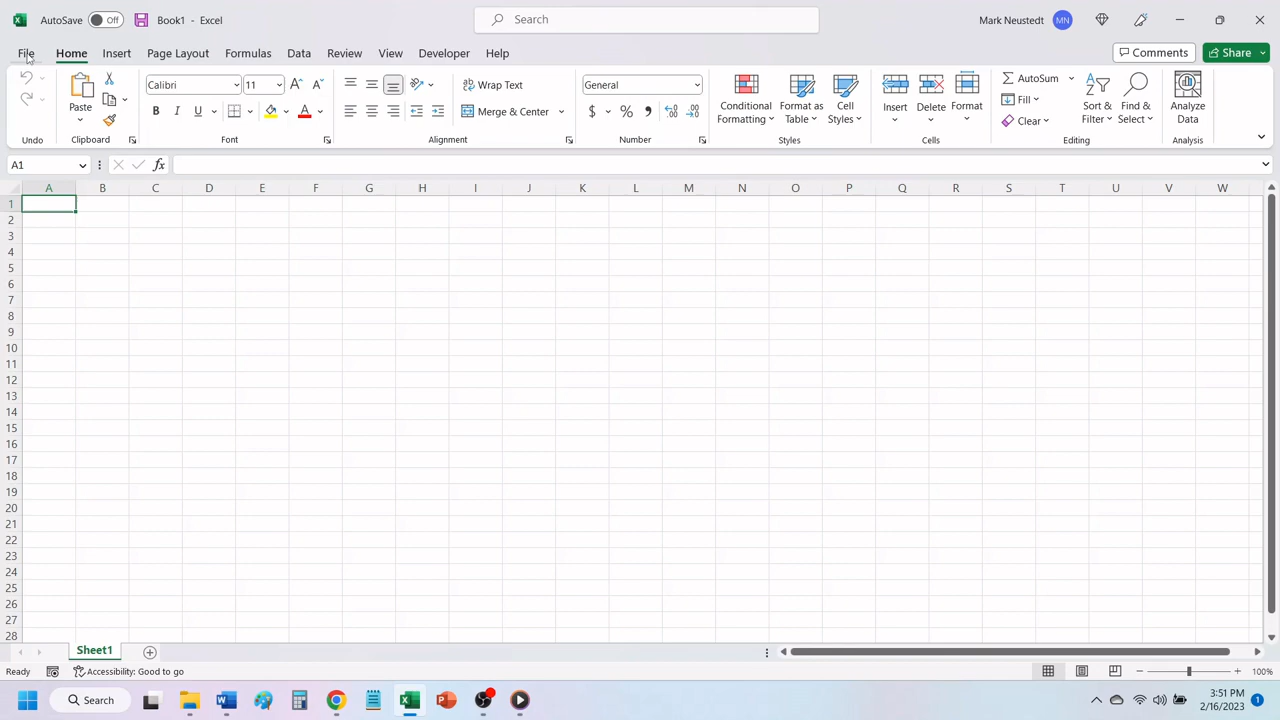 AutoSave Off Book1 - Excel Search Mark Neustedt MN
File Home Insert Page Layout Formulas Data Review View Developer Help Comments Share
Paste Calibri 11 Wrap Text General Conditional Formatting Format as Table Cell Styles Insert Delete Format AutoSum Sort & Filter Find & Select Analyze Data
B I U A Merge & Center $ % Fill
Clear
Undo Clipboard Font Alignment Number Styles Cells Editing Analysis
A1 fx
A B C D E F G H I J K L M N O P Q R S T U V W
1
2
3
4
5
6
7
8
9
10
11
12
13
14
15
16
17
18
19
20
21
22
23
24
25
26
27
28
Sheet1
Ready Accessibility: Good to go 100%
Search 3:51 PM
2/16/2023 1